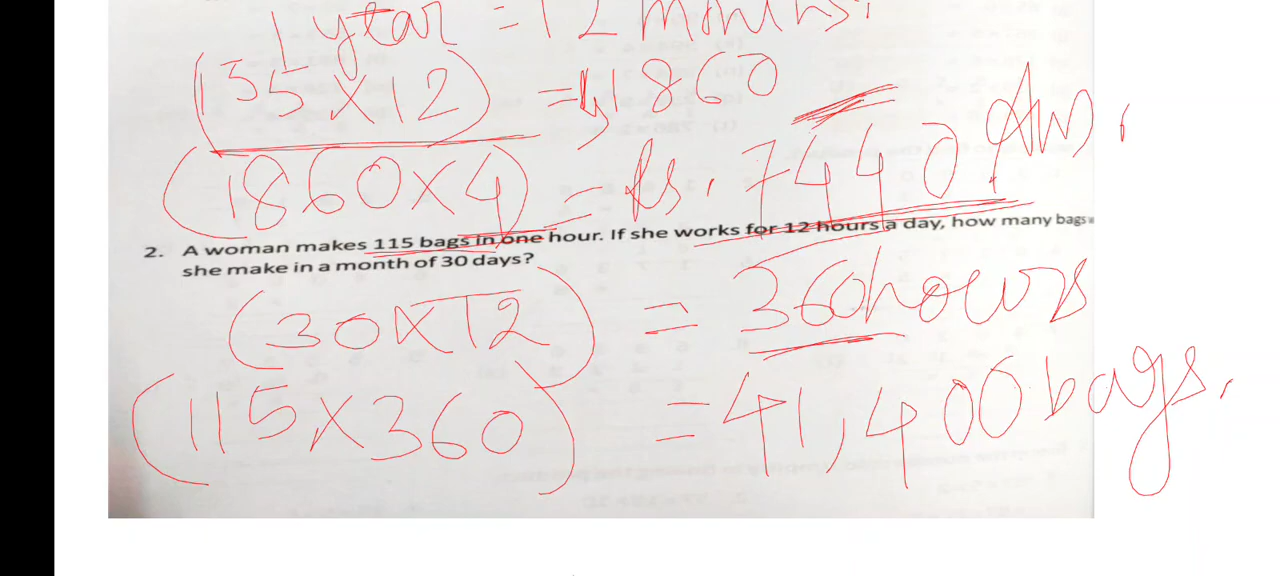 1 year = 12 months.
(135 x 12) = 1,860
(1860 x 4) = Rs. 7440 Ans.
2. A woman makes 115 bags in one hour. If she works for 12 hours a day, how many bags
she make in a month of 30 days?
(30 x 12) = 360 hours
(115 x 360) = 41,400 bags.